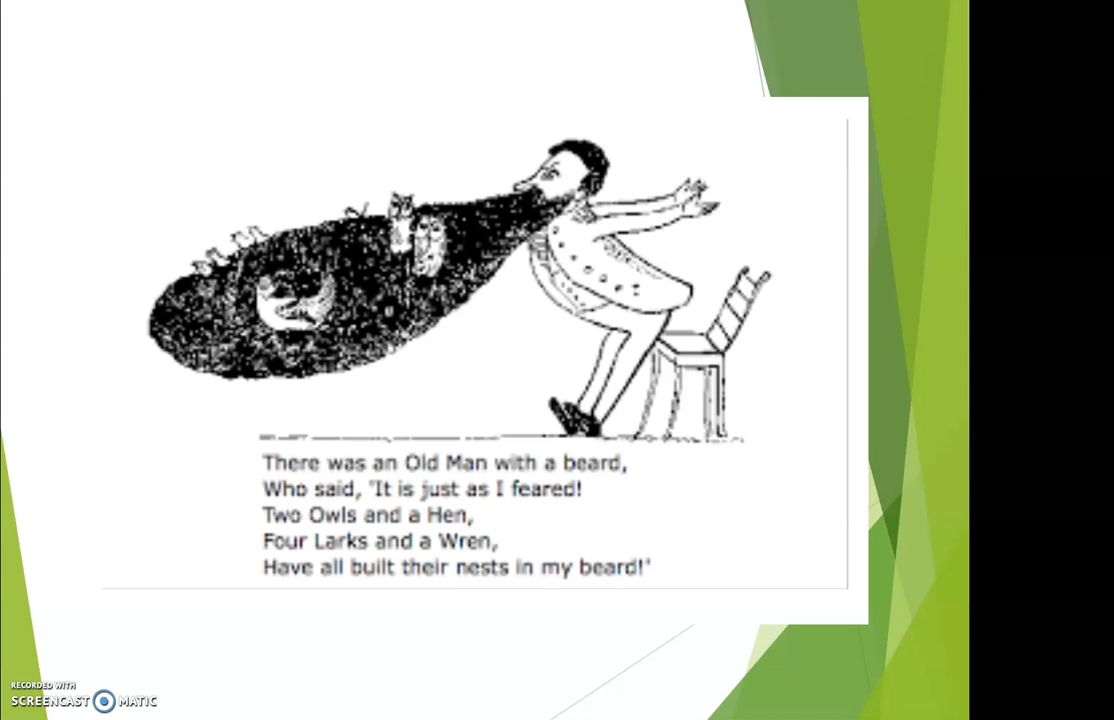 There was an Old Man with a beard,
Who said, 'It is just as I feared!
Two Owls and a Hen,
Four Larks and a Wren,
Have all built their nests in my beard!'
RECORDED WITH
SCREENCAST MATIC